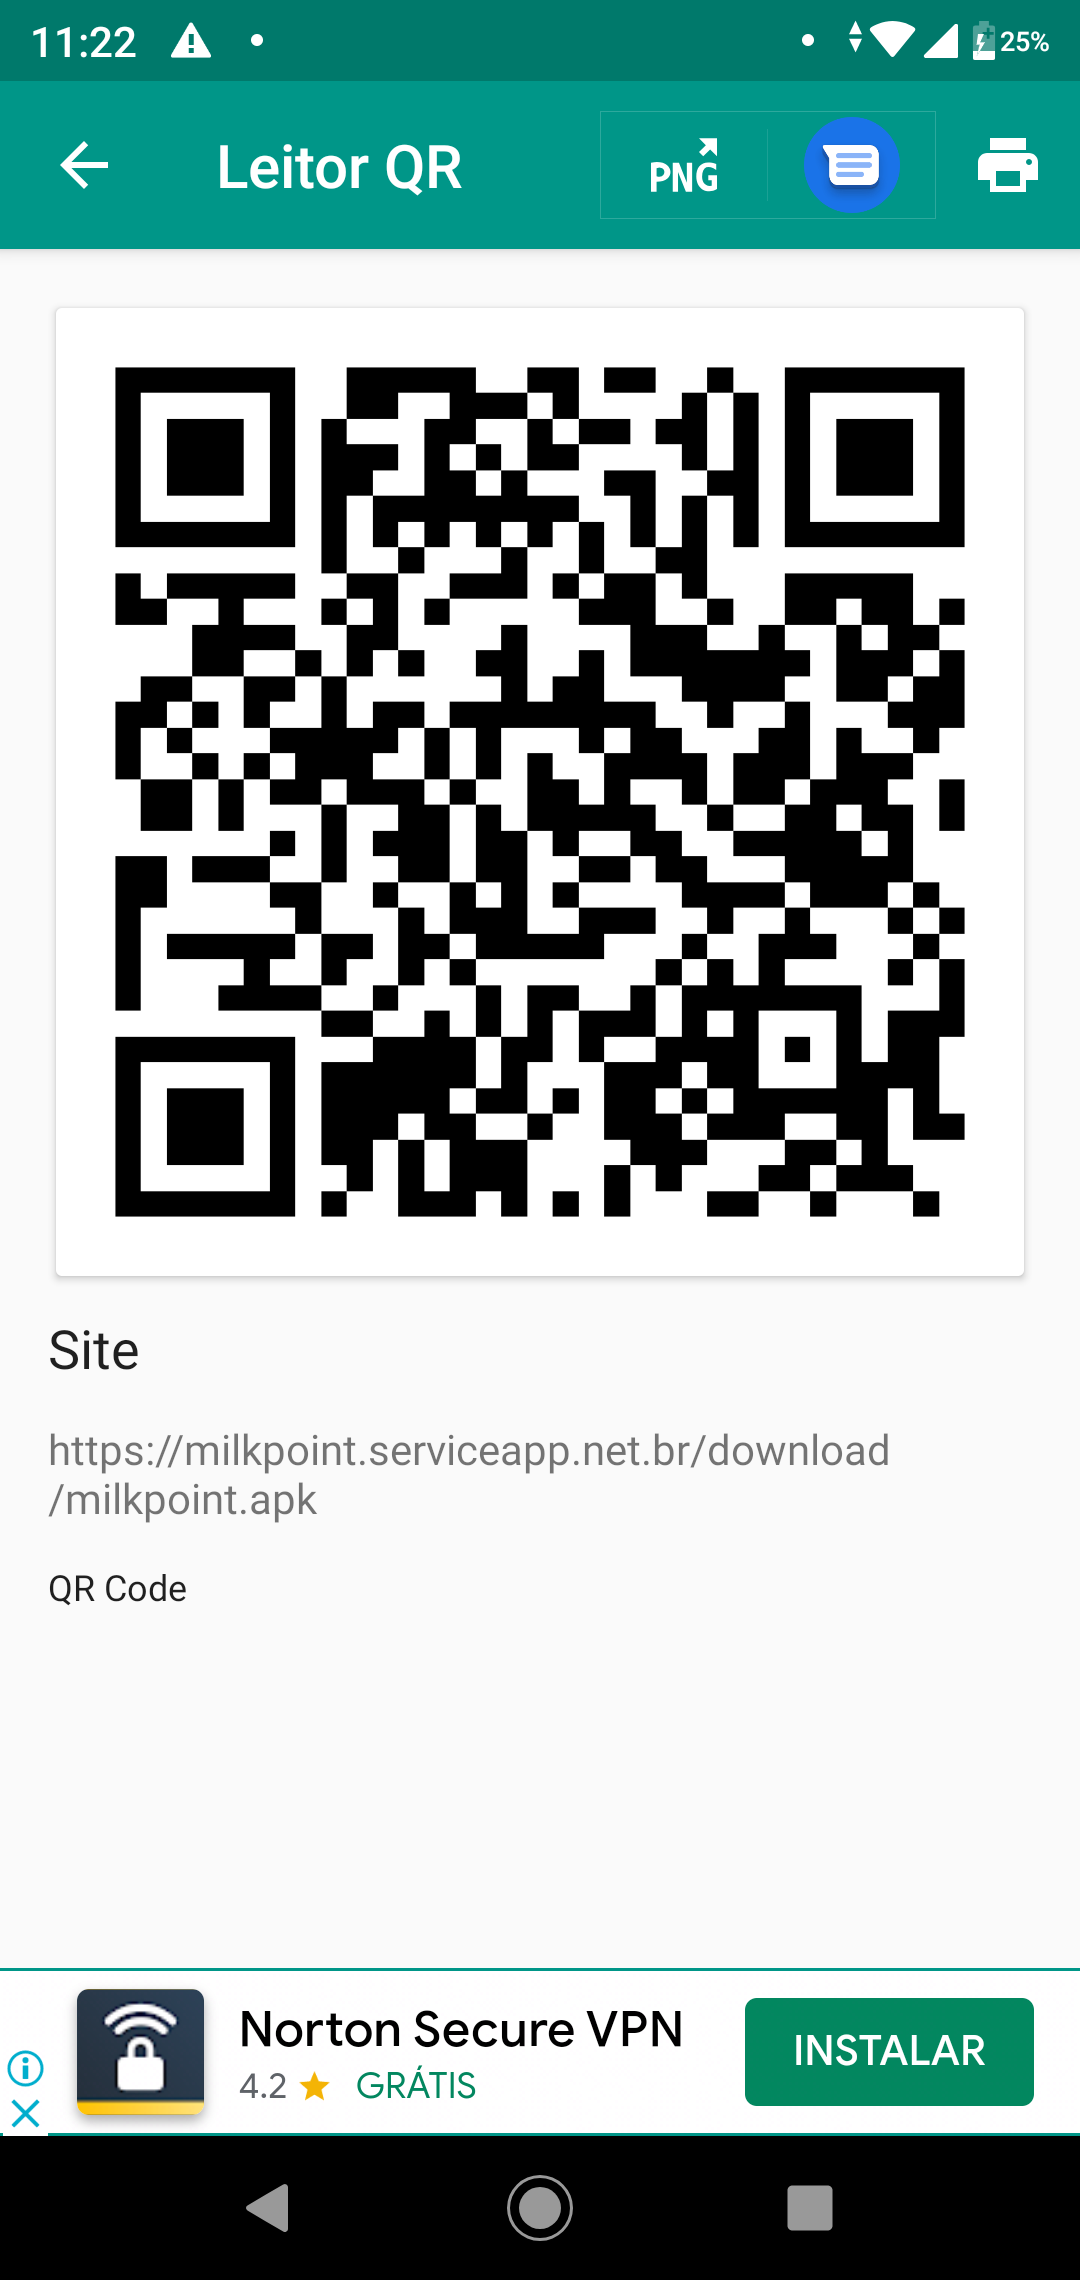 11:22
25%
Leitor QR
PNG
Site
https://milkpoint.serviceapp.net.br/download
/milkpoint.apk
QR Code
Norton Secure VPN
4.2 ★ GRÁTIS
INSTALAR